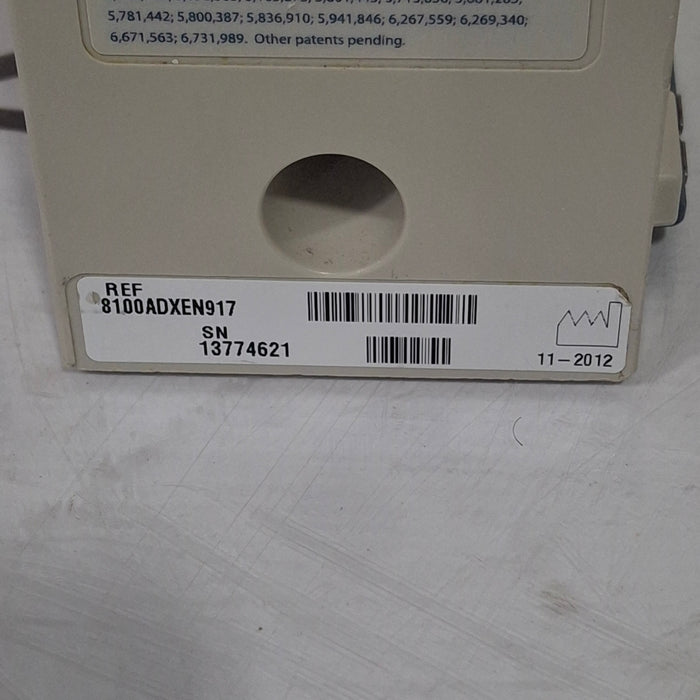 5,781,442; 5,800,387; 5,836,910; 5,941,846; 6,267,559; 6,269,340;
6,671,563; 6,731,989. Other patents pending.
REF
8100ADXEN917
SN
13774621
11-2012